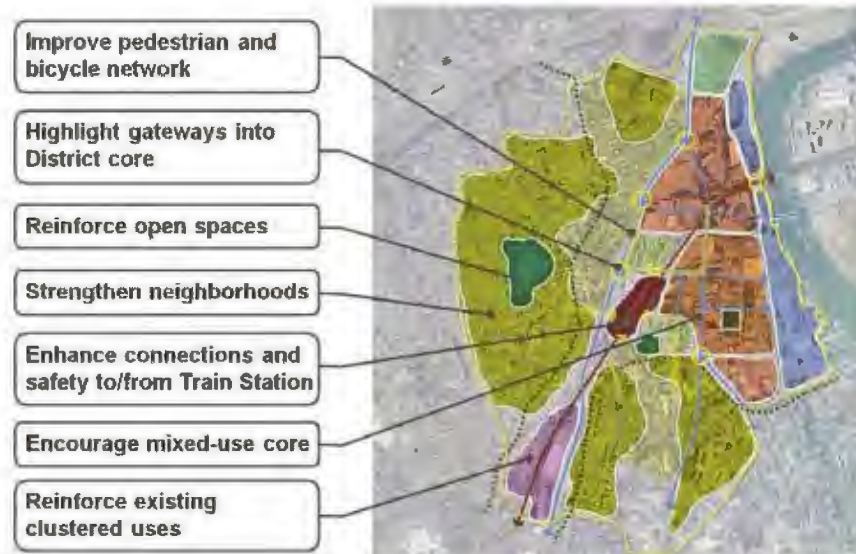 Improve pedestrian and
bicycle network
Highlight gateways into
District core
Reinforce open spaces
Strengthen neighborhoods
Enhance connections and
safety to/from Train Station
Encourage mixed-use core
Reinforce existing
clustered uses